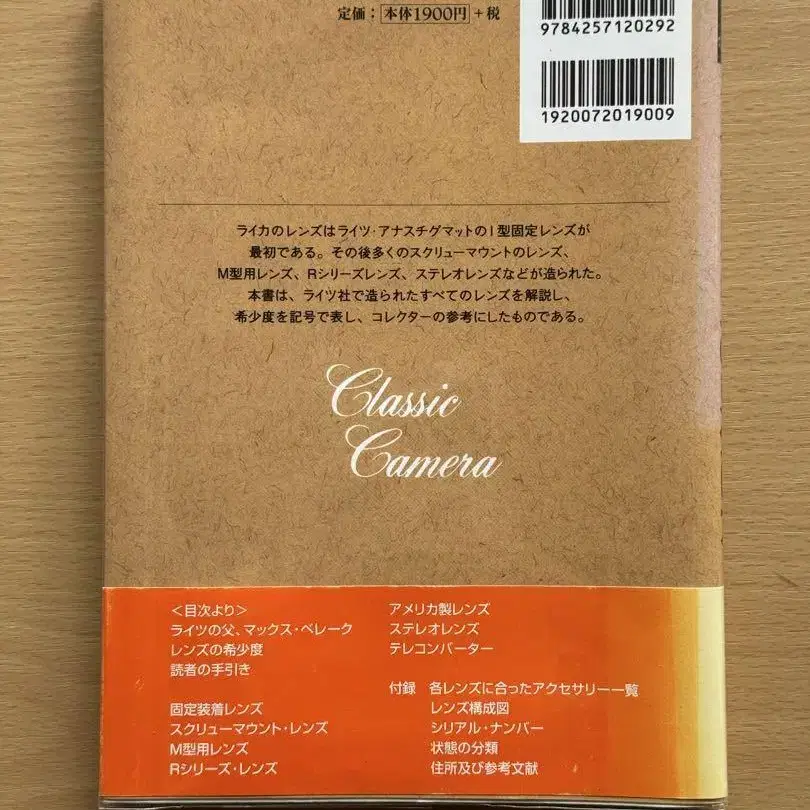 定価：本体1900円＋税
9784257120292
1920072019009
ライカのレンズはライツ・アナスチグマットのI型固定レンズが
最初である。その後多くのスクリューマウントのレンズ、
M型用レンズ、Rシリーズレンズ、ステレオレンズなどが造られた。
本書は、ライツ社で造られたすべてのレンズを解説し、
希少度を記号で表し、コレクターの参考にしたものである。
Classic
Camera
＜目次より＞
ライツの父、マックス・ベレーク
レンズの希少度
読者の手引き
固定装着レンズ
スクリューマウント・レンズ
M型用レンズ
Rシリーズ・レンズ
アメリカ製レンズ
ステレオレンズ
テレコンバーター
付録　各レンズに合ったアクセサリー一覧
レンズ構成図
シリアル・ナンバー
状態の分類
住所及び参考文献